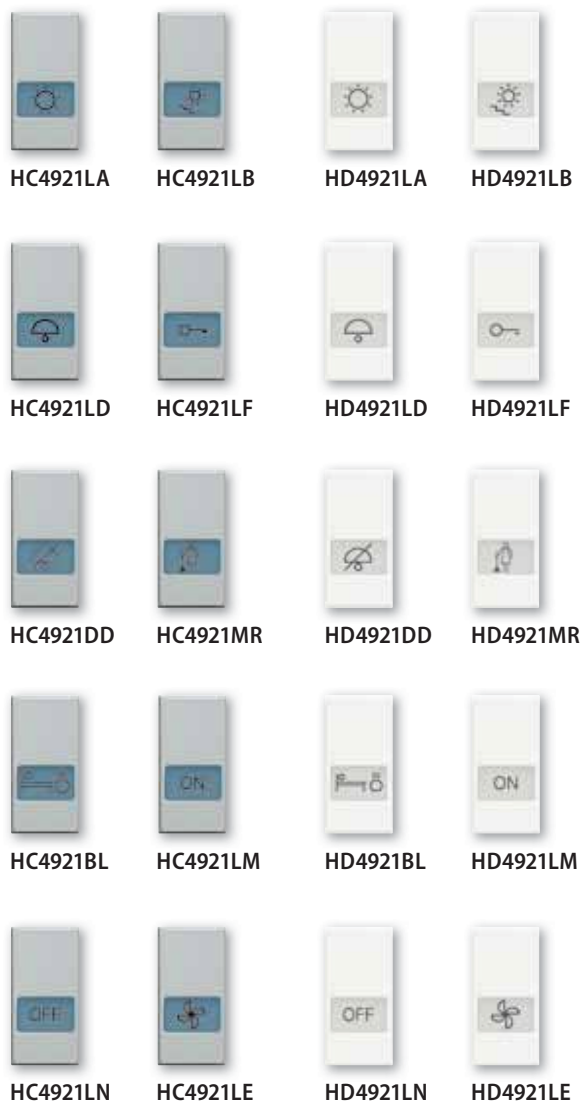 HC4921LA HC4921LB HD4921LA HD4921LB
HC4921LD HC4921LF HD4921LD HD4921LF
HC4921DD HC4921MR HD4921DD HD4921MR
ON ON
HC4921BL HC4921LM HD4921BL HD4921LM
OFF OFF
HC4921LN HC4921LE HD4921LN HD4921LE